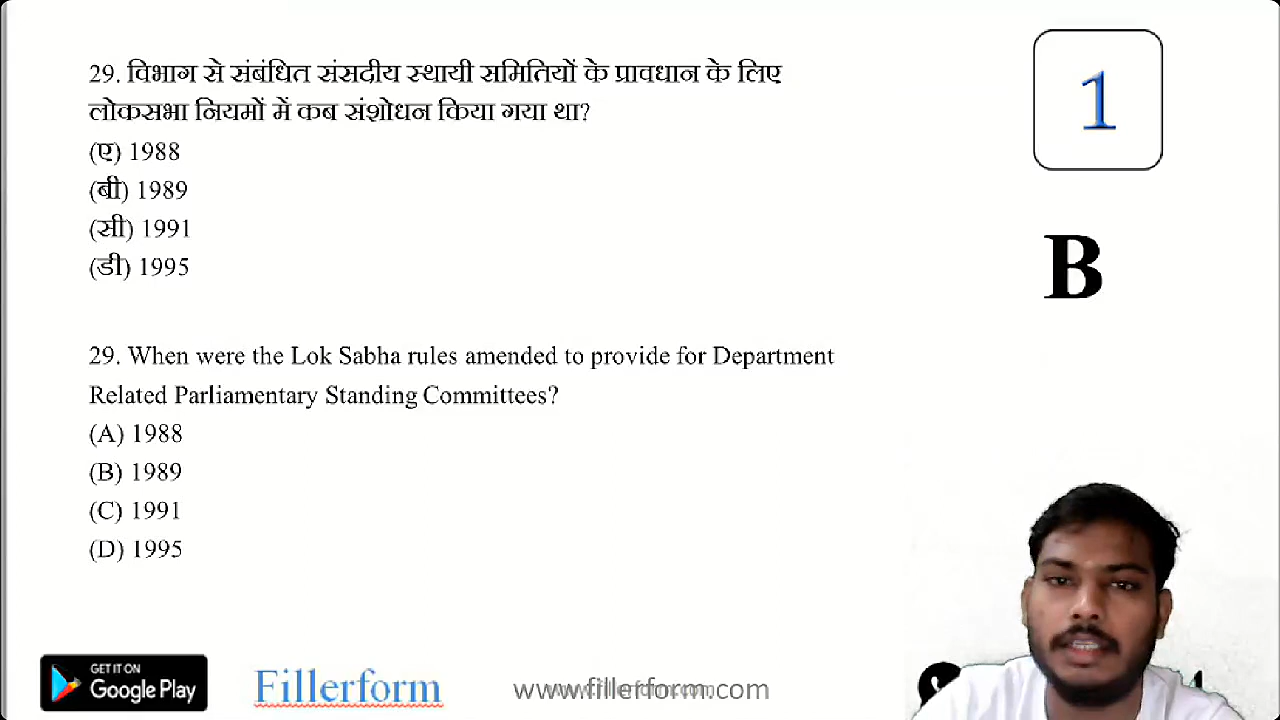 29. विभाग से संबंधित संसदीय स्थायी समितियों के प्रावधान के लिए
लोकसभा नियमों में कब संशोधन किया गया था?
(ए) 1988
(बी) 1989
(सी) 1991
(डी) 1995
1
B
29. When were the Lok Sabha rules amended to provide for Department
Related Parliamentary Standing Committees?
(A) 1988
(B) 1989
(C) 1991
(D) 1995
GET IT ON
Google Play
Fillerform
www.fillerform.com